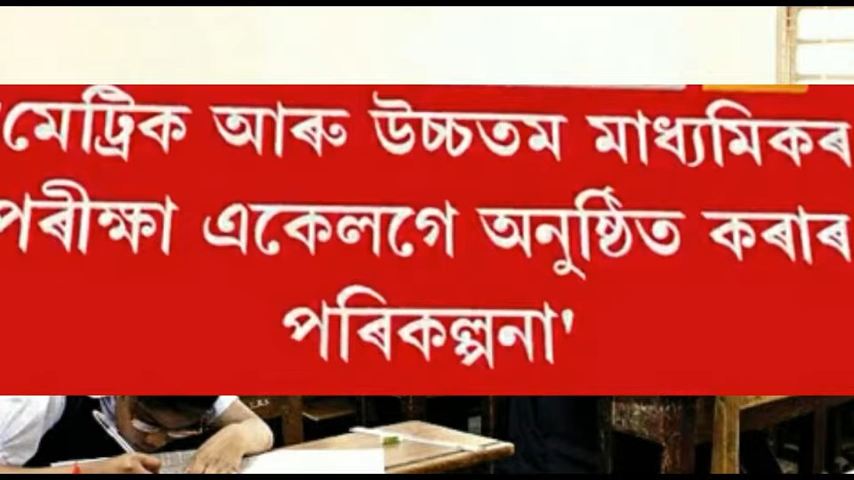 'মেট্ৰিক আৰু উচ্চতম মাধ্যমিকৰ
পৰীক্ষা একেলগে অনুষ্ঠিত কৰাৰ
পৰিকল্পনা'